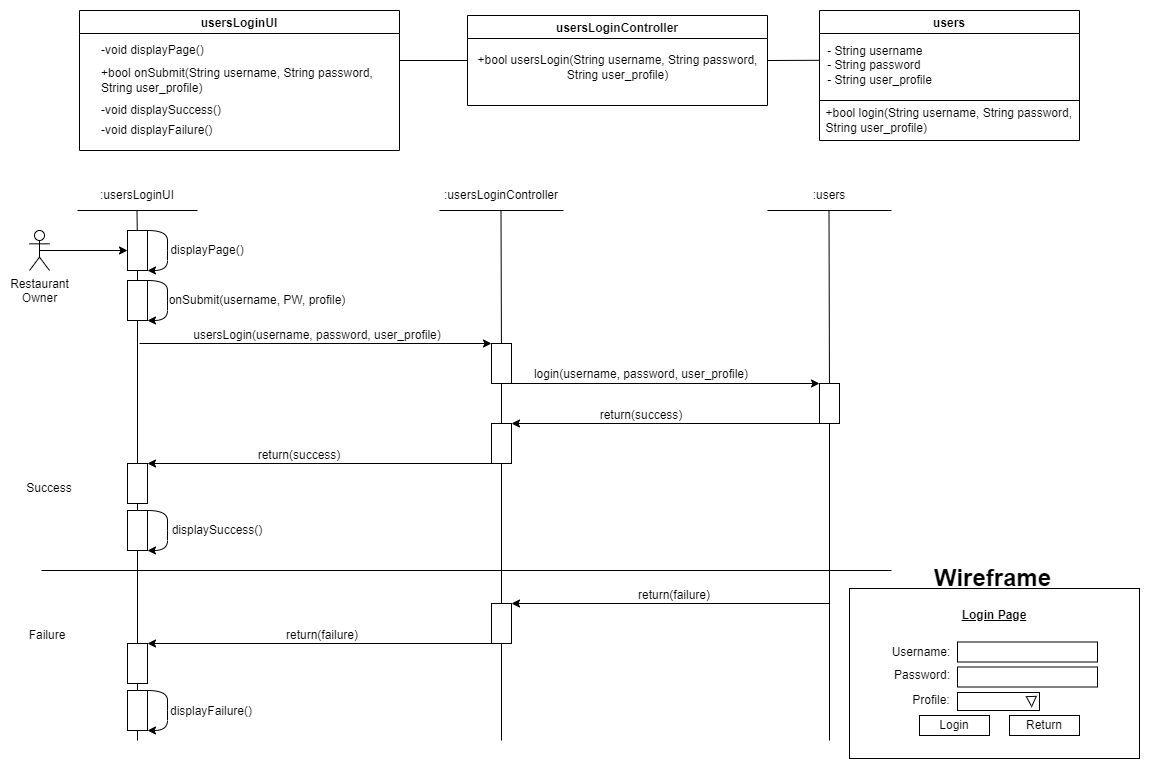 usersLoginUI
-void displayPage()
+bool onSubmit(String username, String password,
String user_profile)
-void displaySuccess()
-void displayFailure()
usersLoginController
+bool usersLogin(String username, String password,
String user_profile)
users
- String username
- String password
- String user_profile
+bool login(String username, String password,
String user_profile)
:usersLoginUI
:usersLoginController
:users
Restaurant
Owner
displayPage()
onSubmit(username, PW, profile)
usersLogin(username, password, user_profile)
login(username, password, user_profile)
return(success)
return(success)
Success
displaySuccess()
return(failure)
return(failure)
Failure
displayFailure()
Wireframe
Login Page
Username:
Password:
Profile:
Login
Return